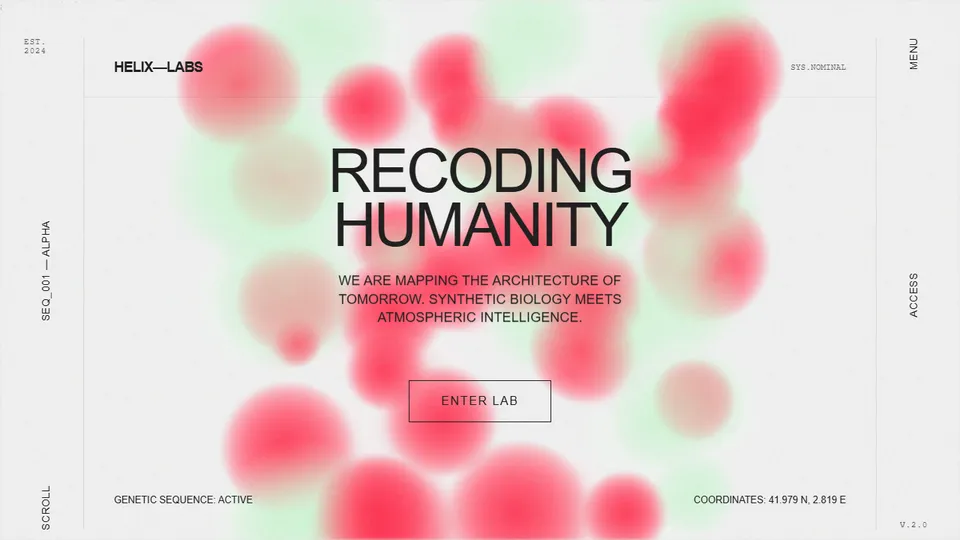 EST.
2024
HELIX—LABS
SYS.NOMINAL
MENU
RECODING
HUMANITY
SEQ_001 — ALPHA
WE ARE MAPPING THE ARCHITECTURE OF
TOMORROW. SYNTHETIC BIOLOGY MEETS
ATMOSPHERIC INTELLIGENCE.
ACCESS
ENTER LAB
SCROLL
GENETIC SEQUENCE: ACTIVE
COORDINATES: 41.979 N, 2.819 E
V.2.0